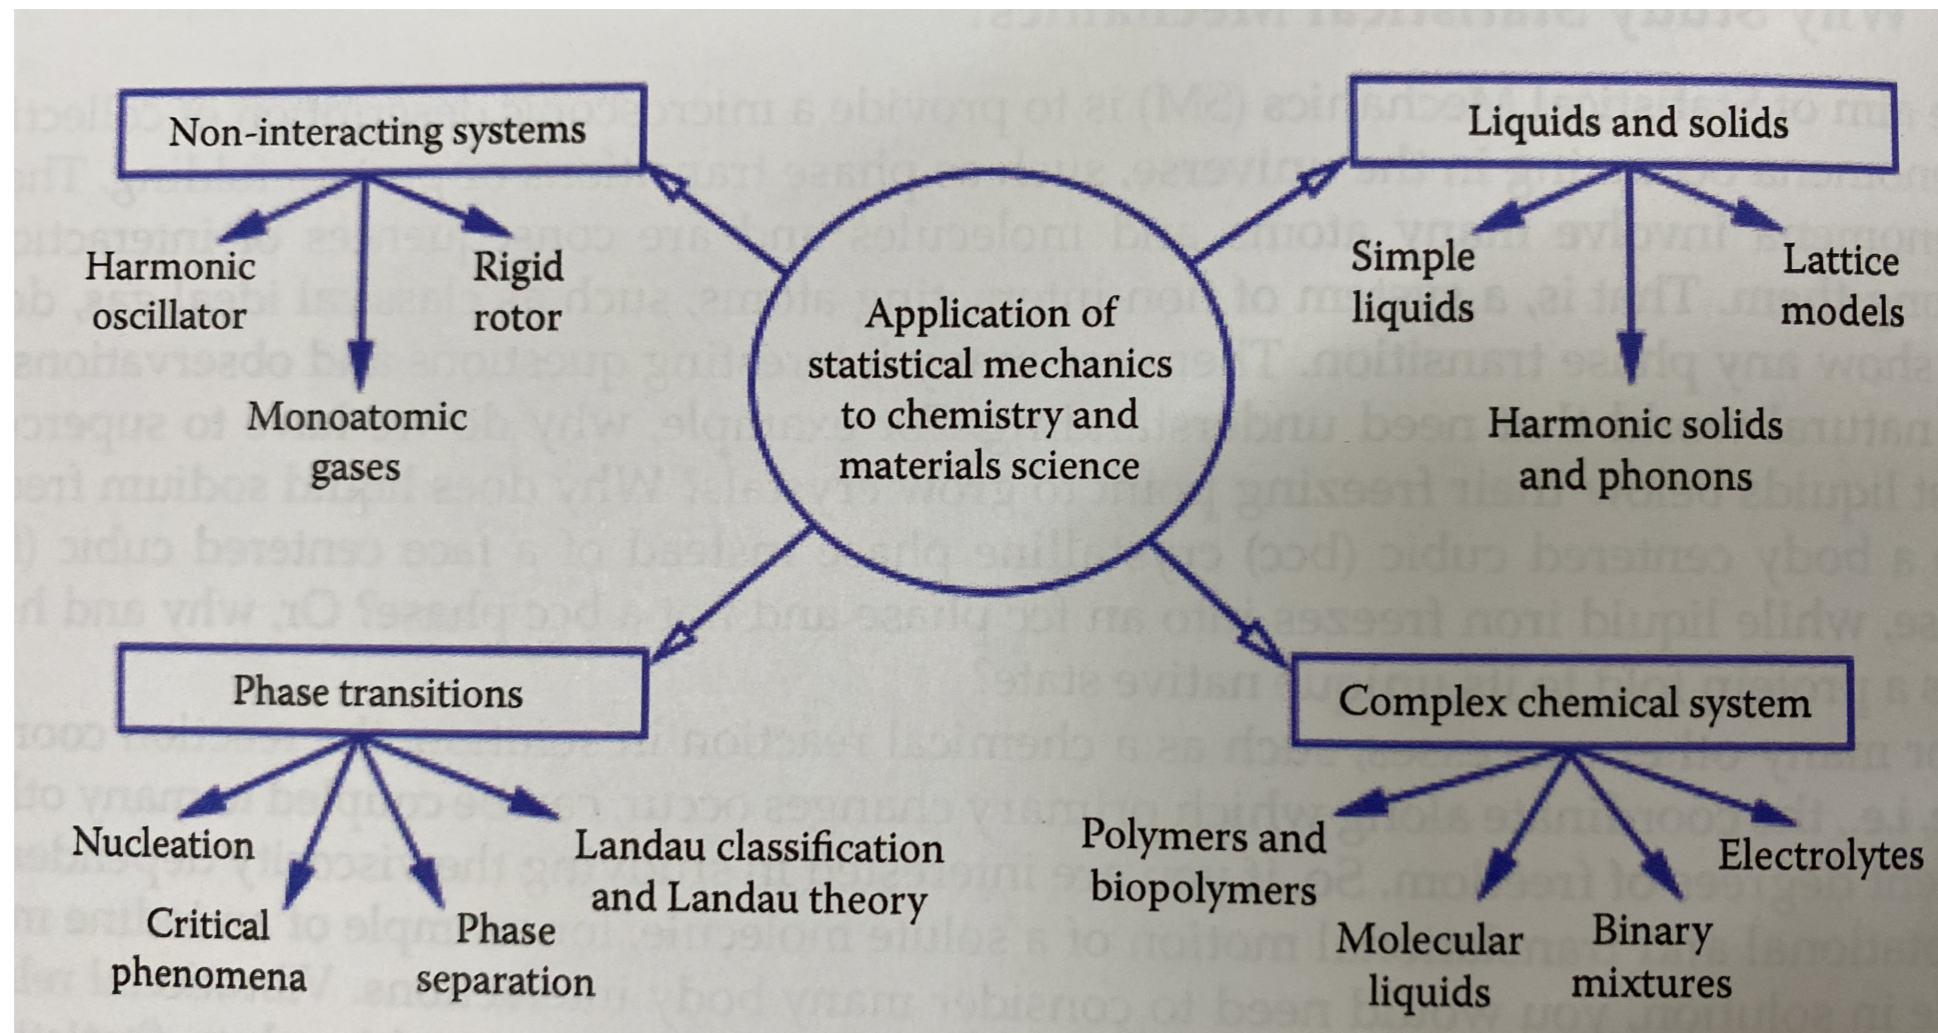 Non-interacting systems
Harmonic
oscillator
Rigid
rotor
Monoatomic
gases
Liquids and solids
Simple
liquids
Lattice
models
Harmonic solids
and phonons
Application of
statistical mechanics
to chemistry and
materials science
Phase transitions
Nucleation
Critical
phenomena
Phase
separation
Landau classification
and Landau theory
Complex chemical system
Polymers and
biopolymers
Molecular
liquids
Binary
mixtures
Electrolytes